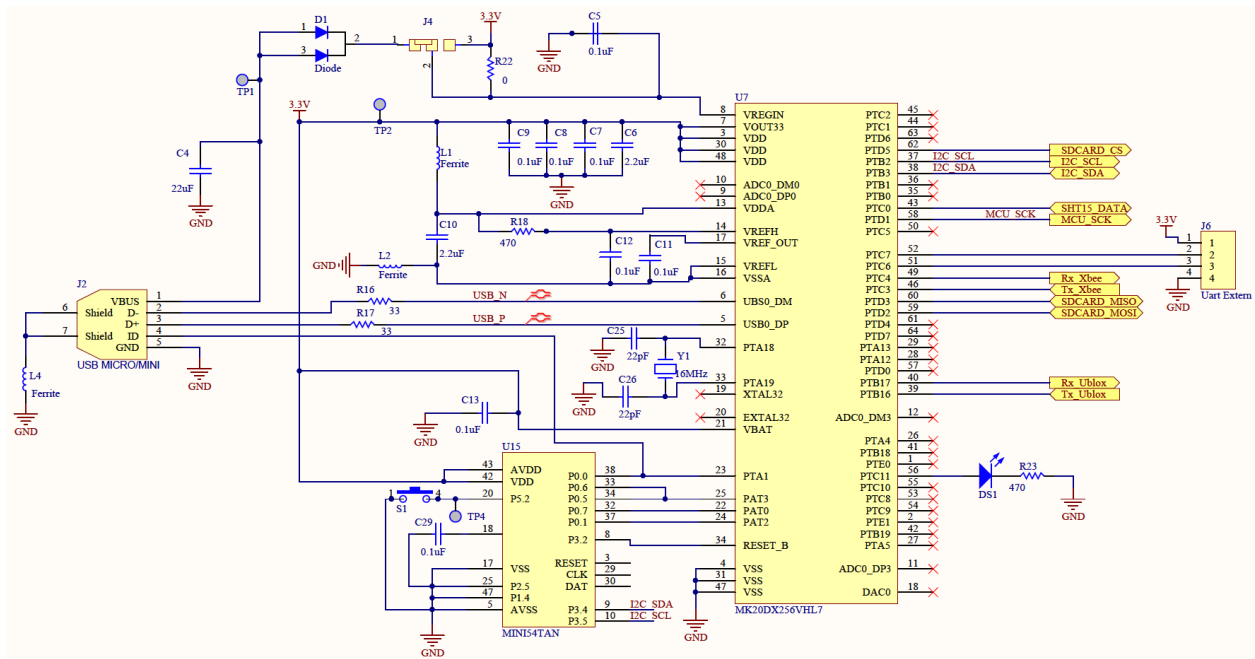 D1
1
3
2
Diode
TP1
J4
1
3
2
3.3V
R22
0
C5
0.1uF
GND
3.3V
TP2
L1
Ferrite
C9
0.1uF
C8
0.1uF
C7
0.1uF
C6
2.2uF
GND
C4
22uF
GND
C10
2.2uF
R18
470
C12
0.1uF
C11
0.1uF
GND
L2
Ferrite
J2
6
7
Shield
Shield
VBUS
D-
D+
ID
GND
1
2
3
4
5
USB MICRO/MINI
GND
L4
Ferrite
GND
R16
33
R17
33
USB_N
USB_P
C25
22pF
GND
Y1
16MHz
C26
22pF
GND
C13
0.1uF
GND
U15
43 AVDD
42 VDD
20 P5.2
18
17 VSS
25 P2.5
47 P1.4
5 AVSS
P0.0 38
P0.6 33
P0.5 34
P0.7 32
P0.1 37
P3.2 8
RESET 3
CLK 29
DAT 30
P3.4 9 I2C_SDA
P3.5 10 I2C_SCL
MINI54TAN
1
4
S1
TP4
C29
0.1uF
GND
U7
8 VREGIN
7 VOUT33
3 VDD
30 VDD
48 VDD
10 ADC0_DM0
9 ADC0_DP0
13 VDDA
14 VREFH
17 VREF_OUT
15 VREFL
16 VSSA
6 UBS0_DM
5 USB0_DP
32 PTA18
33 PTA19
19 XTAL32
20 EXTAL32
21 VBAT
23 PTA1
25 PAT3
22 PAT0
24 PAT2
34 RESET_B
4 VSS
31 VSS
47 VSS
MK20DX256VHL7
GND
PTC2 45
PTC1 44
PTD6 63
PTD5 62 SDCARD_CS
PTB2 37 I2C_SCL I2C_SCL
PTB3 38 I2C_SDA I2C_SDA
PTB1 36
PTB0 35
PTC0 43 SHT15_DATA
PTD1 58 MCU_SCK MCU_SCK
PTC5 50
PTC7 52
PTC6 51
PTC4 49 Rx_Xbee
PTC3 46 Tx_Xbee
PTD3 60 SDCARD_MISO
PTD2 59 SDCARD_MOSI
PTD4 61
PTD7 64
PTA13 29
PTA12 28
PTD0 57
PTB17 40 Rx_Ublox
PTB16 39 Tx_Ublox
ADC0_DM3 12
PTA4 26
PTB18 41
PTE0 1
PTC11 56
PTC10 55
PTC8 53
PTC9 54
PTE1 2
PTB19 42
PTA5 27
ADC0_DP3 11
DAC0 18
3.3V
J6
1 1
2 2
3 3
4 4
GND
Uart Extern
DS1
R23
470
GND